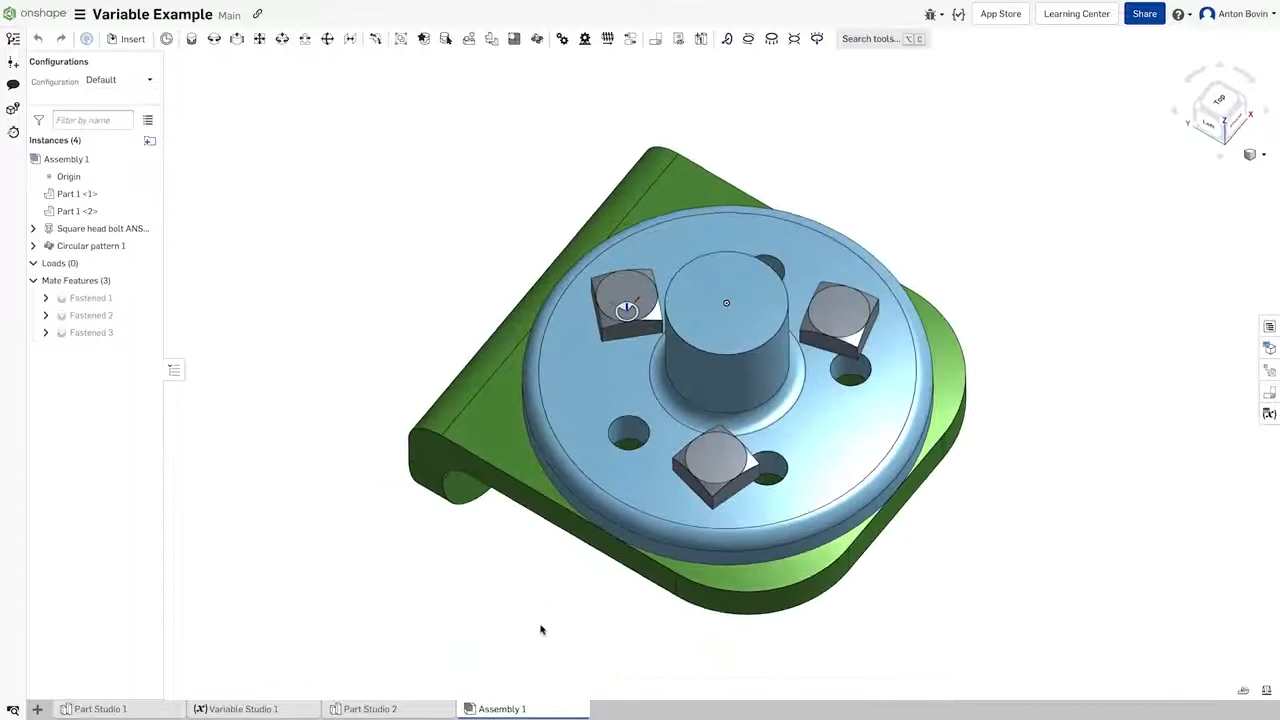 onshape Variable Example Main
App Store Learning Center Share Anton Bovin
Insert
Search tools... ⌥ C
Configurations
Configuration Default
Filter by name
Instances (4)
Assembly 1
Origin
Part 1 <1>
Part 1 <2>
Square head bolt ANS...
Circular pattern 1
Loads (0)
Mate Features (3)
Fastened 1
Fastened 2
Fastened 3
Top
Left
X
Y
Z
(x)
Part Studio 1 (x) Variable Studio 1 Part Studio 2 Assembly 1